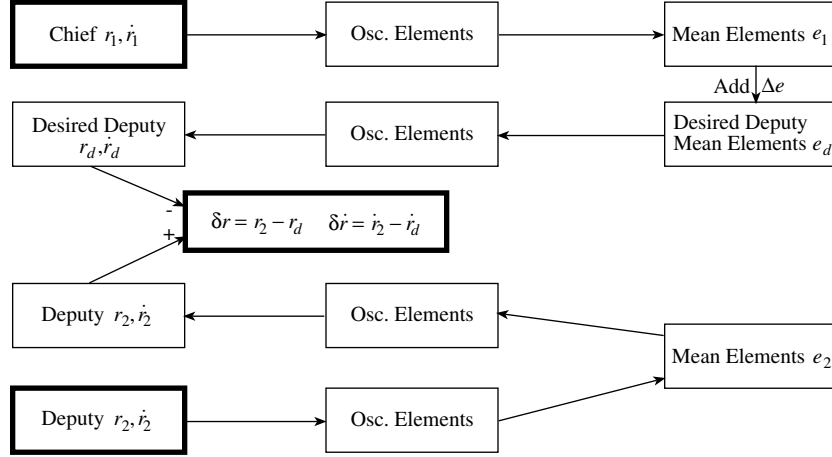 Chief r₁, ṙ₁
Osc. Elements
Mean Elements e₁
Add Δe
Desired Deputy
r_d, ṙ_d
Osc. Elements
Desired Deputy
Mean Elements e_d
-
+
δr = r₂ − r_d δṙ = ṙ₂ − ṙ_d
Deputy r₂, ṙ₂
Osc. Elements
Mean Elements e₂
Deputy r₂, ṙ₂
Osc. Elements